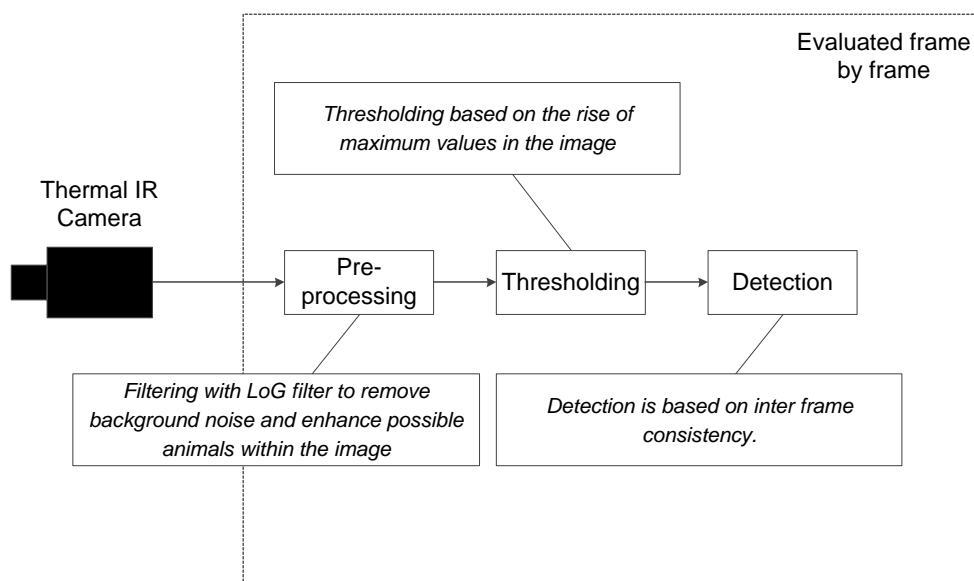 Evaluated frame
by frame
Thresholding based on the rise of
maximum values in the image
Thermal IR
Camera
Pre-
processing
Thresholding
Detection
Filtering with LoG filter to remove
background noise and enhance possible
animals within the image
Detection is based on inter frame
consistency.